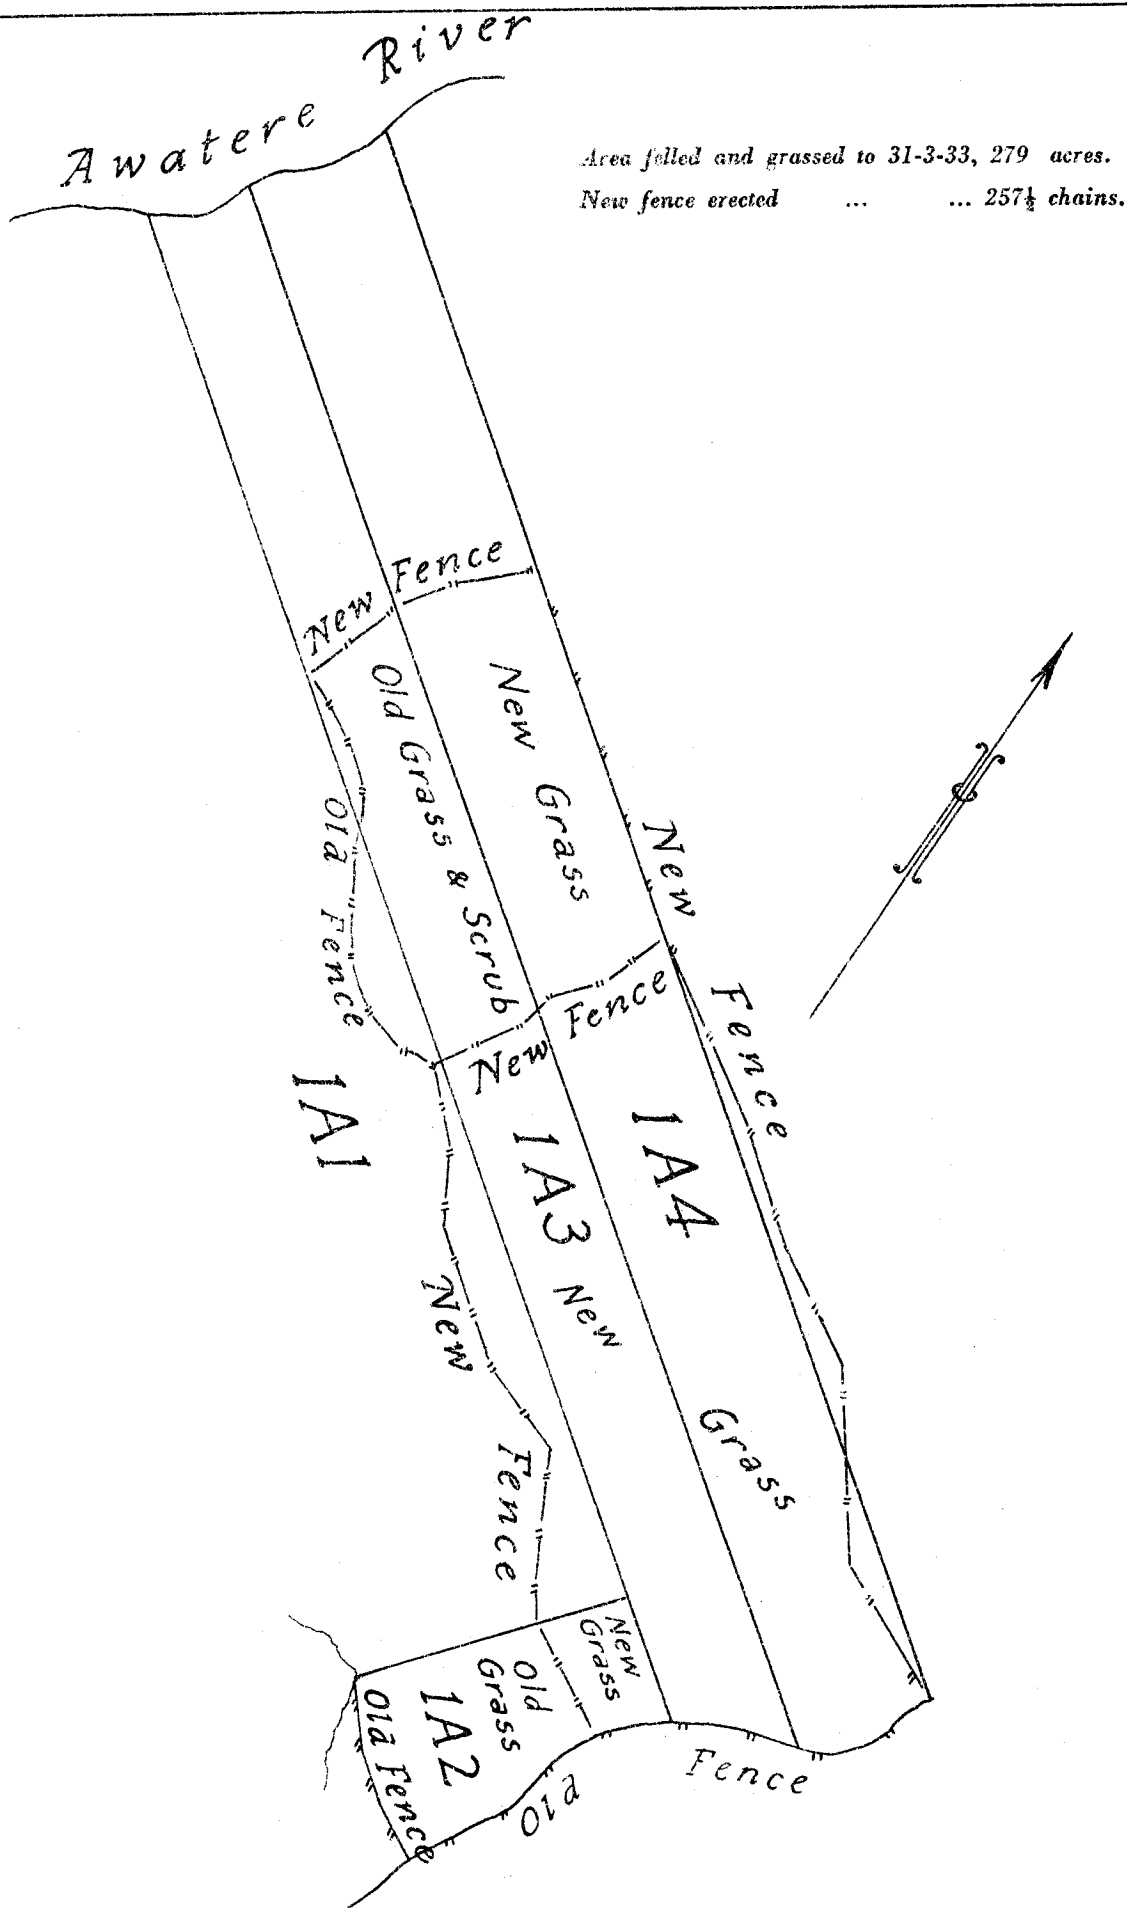 Awatere River
Area felled and grassed to 31-3-33, 279 acres.
New fence erected ... ... 257½ chains.
New Fence
Old Grass & Scrub
New Grass
Old Fence
New Fence
New Fence
1A1
1A3
1A4
New Grass
New Fence
New
Grass
Old
Grass
1A2
Old Fence
Old Fence